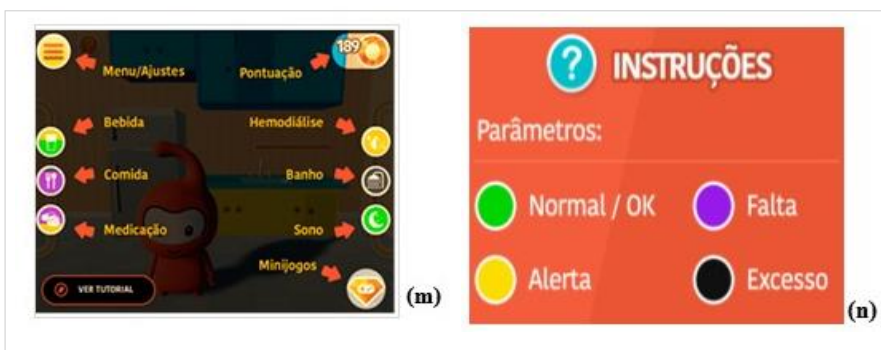 189
Menu/Ajustes
Pontuação
Bebida
Hemodiálise
Comida
Banho
Medicação
Sono
Minijogos
VER TUTORIAL
(m)
? INSTRUÇÕES
Parâmetros:
Normal / OK
Falta
Alerta
Excesso
(n)